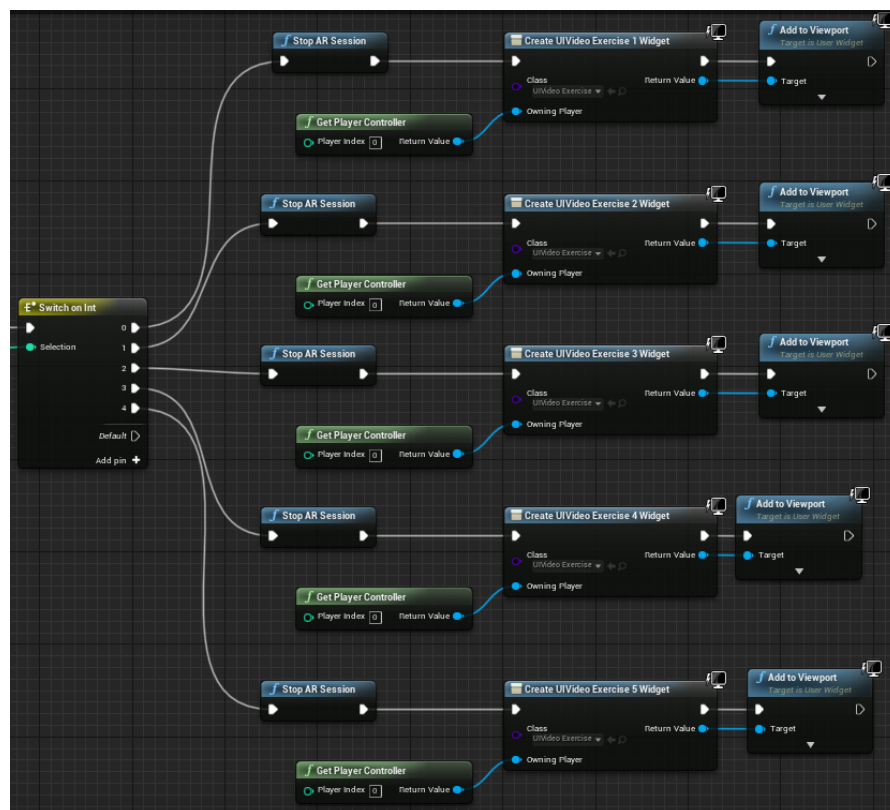 Stop AR Session
Create UIVideo Exercise 1 Widget
Add to Viewport
Target is User Widget
Class
UIVideo Exercise
Return Value
Target
Owning Player
Get Player Controller
Player Index 0 Return Value
Stop AR Session
Create UIVideo Exercise 2 Widget
Add to Viewport
Target is User Widget
Class
UIVideo Exercise
Return Value
Target
Owning Player
Get Player Controller
Player Index 0 Return Value
Switch on Int
0
Selection
1
2
3
4
Default
Add pin
Stop AR Session
Create UIVideo Exercise 3 Widget
Add to Viewport
Target is User Widget
Class
UIVideo Exercise
Return Value
Target
Owning Player
Get Player Controller
Player Index 0 Return Value
Stop AR Session
Create UIVideo Exercise 4 Widget
Add to Viewport
Target is User Widget
Class
UIVideo Exercise
Return Value
Target
Owning Player
Get Player Controller
Player Index 0 Return Value
Stop AR Session
Create UIVideo Exercise 5 Widget
Add to Viewport
Target is User Widget
Class
UIVideo Exercise
Return Value
Target
Owning Player
Get Player Controller
Player Index 0 Return Value